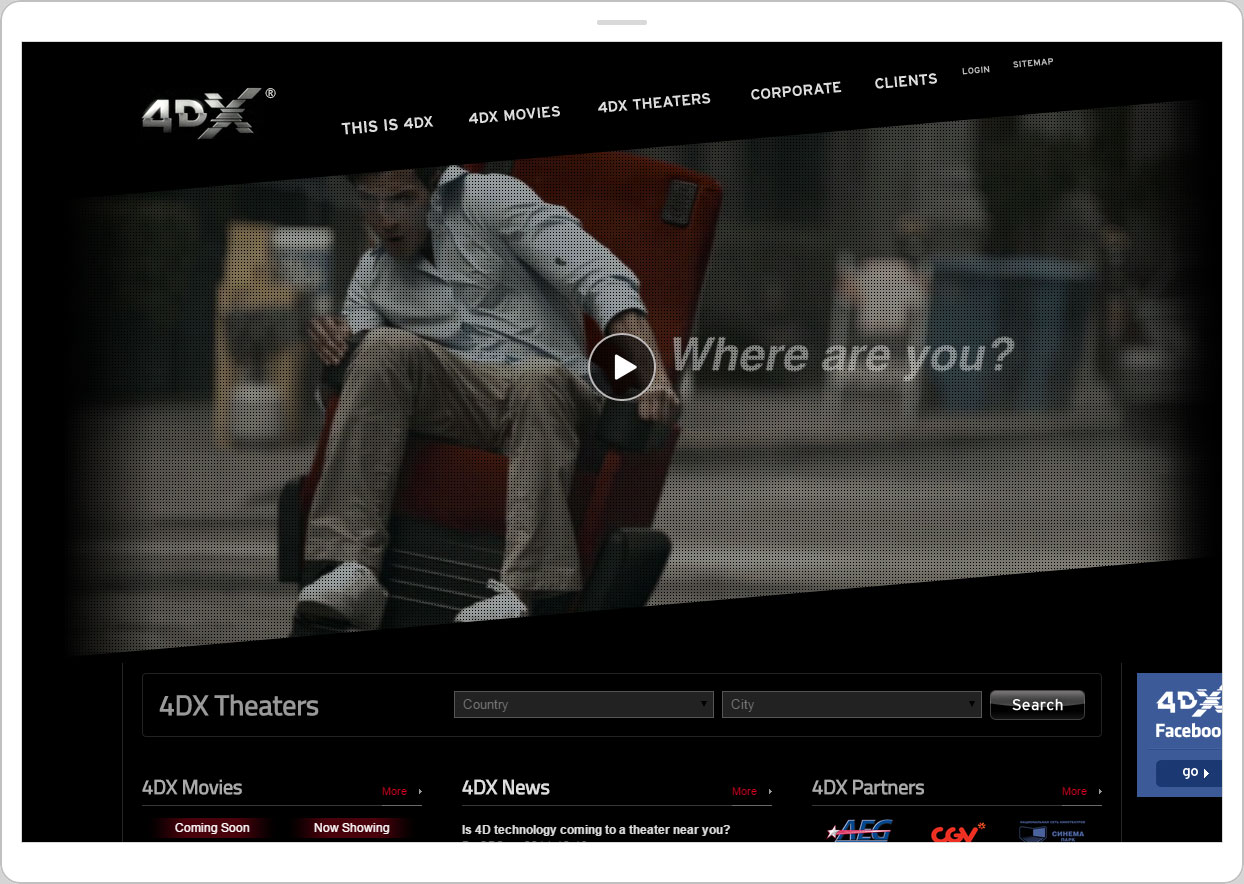 4DX®
THIS IS 4DX 4DX MOVIES 4DX THEATERS CORPORATE CLIENTS LOGIN SITEMAP
Where are you?
4DX Theaters Country City Search
4DX
Faceboo
go
4DX Movies More
4DX News More
4DX Partners More
Coming Soon Now Showing
Is 4D technology coming to a theater near you?
AEG CGV СИНЕМА
ПАРК